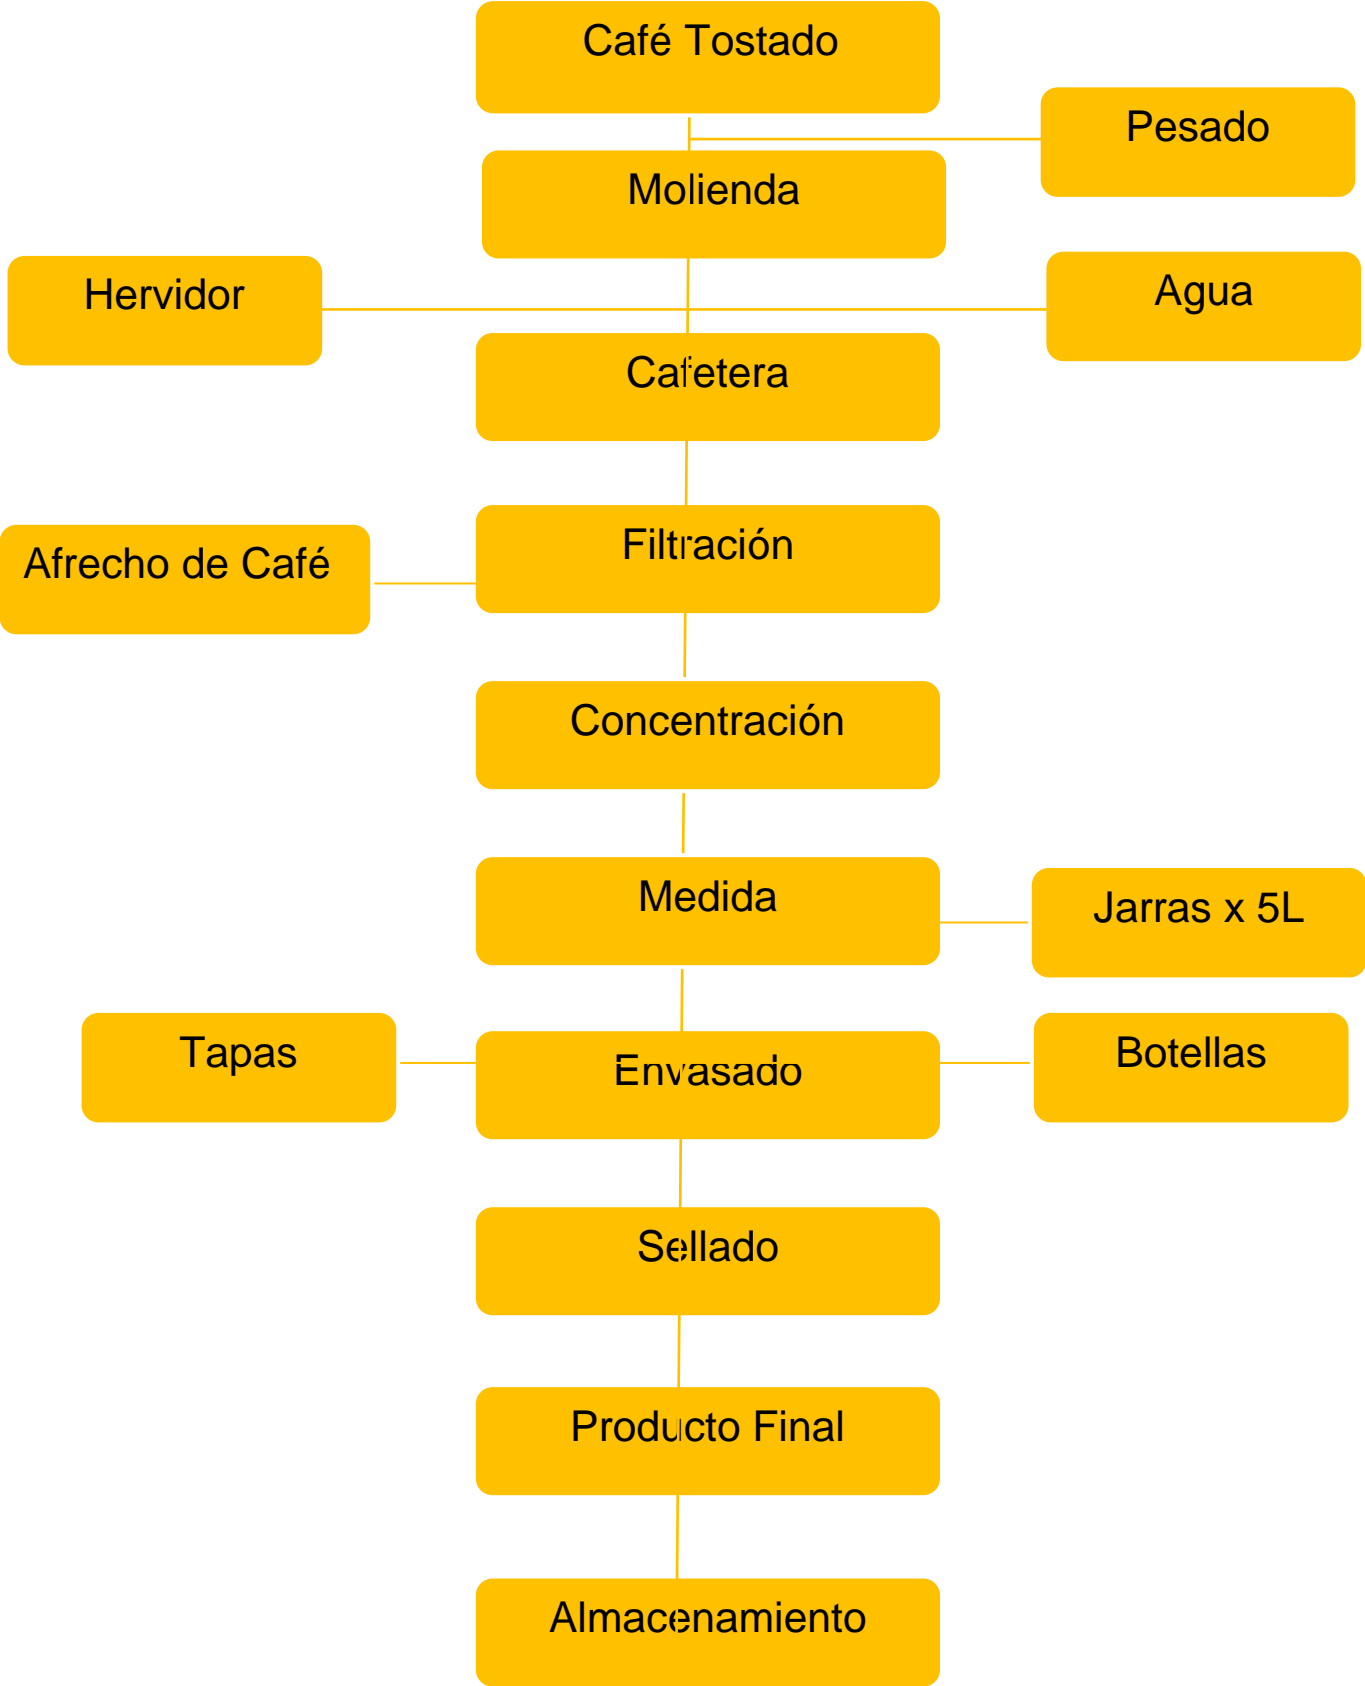 Café Tostado
Pesado
Molienda
Hervidor
Agua
Cafetera
Filtración
Afrecho de Café
Concentración
Medida
Jarras x 5L
Tapas
Envasado
Botellas
Sellado
Producto Final
Almacenamiento